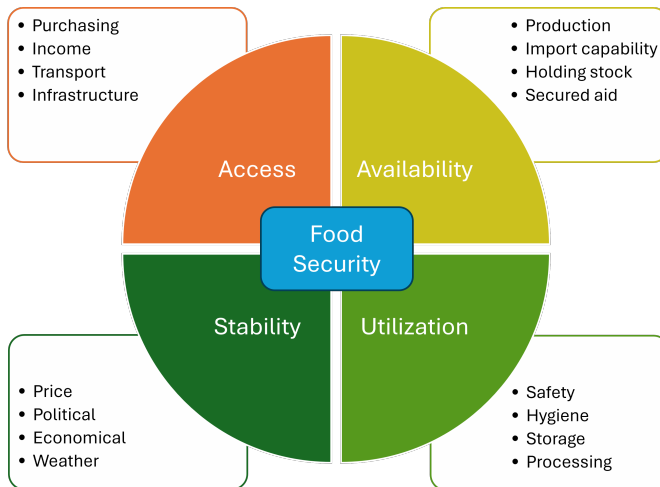 • Purchasing
• Income
• Transport
• Infrastructure
• Production
• Import capability
• Holding stock
• Secured aid
Access
Availability
Food
Security
Stability
Utilization
• Price
• Political
• Economical
• Weather
• Safety
• Hygiene
• Storage
• Processing